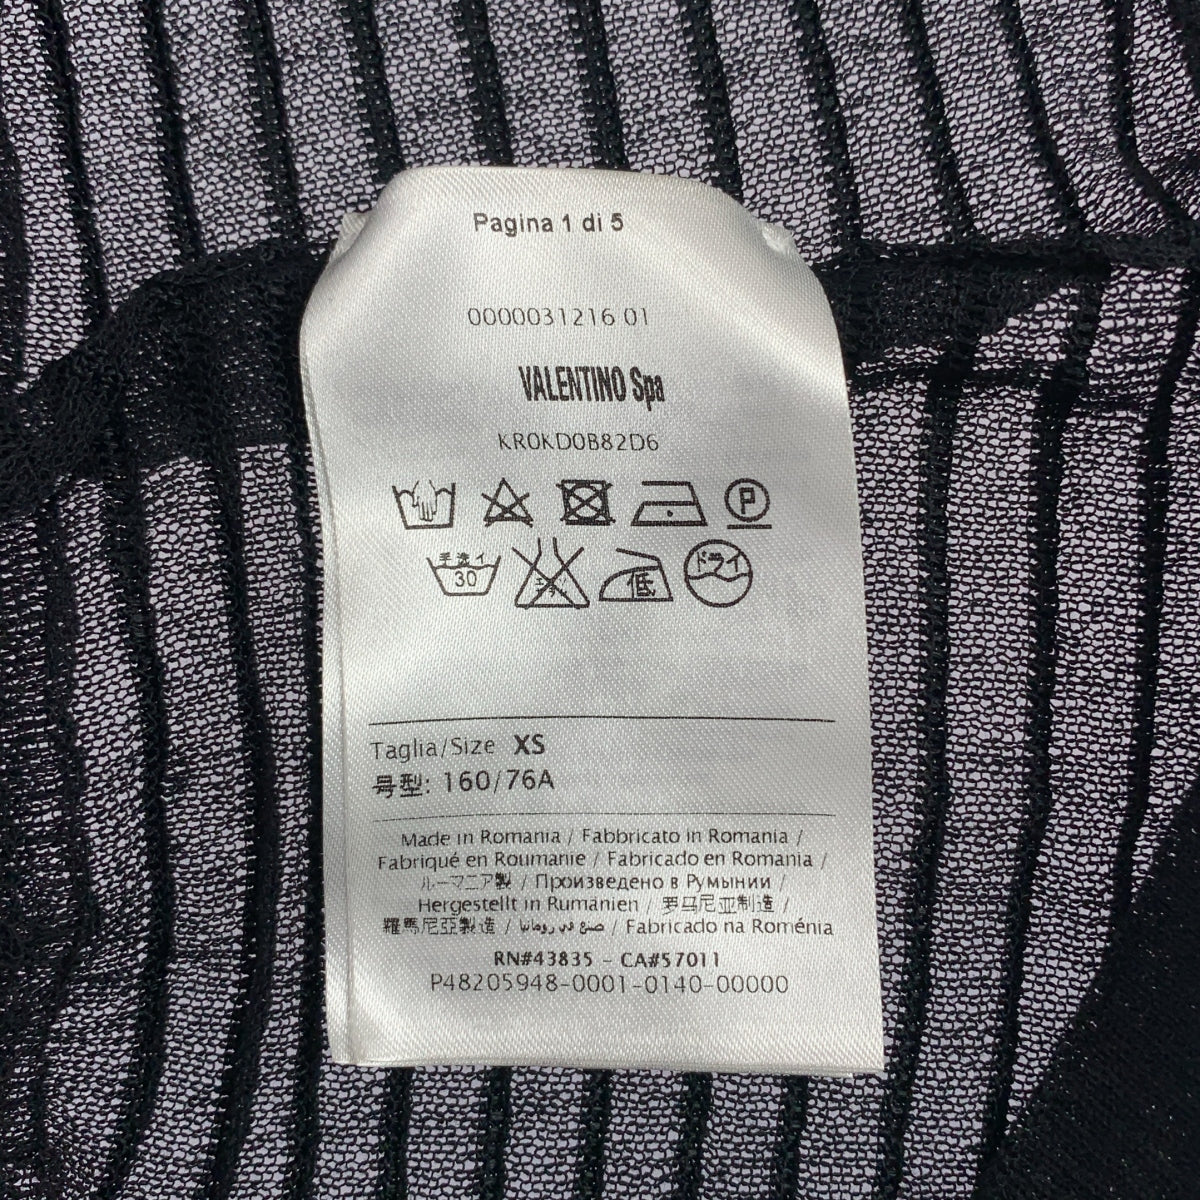 Pagina 1 di 5
0000031216 01
VALENTINO Spa
KR0KD0B82D6
P
手洗イ
30
低
ドライ
Taglia/Size XS
号型: 160/76A
Made in Romania / Fabbricato in Romania /
Fabriqué en Roumanie / Fabricado en Romania /
ルーマニア製 / Произведено в Румынии /
Hergestellt in Rumänien / 罗马尼亚制造 /
羅馬尼亞製造 / صنع في رومانيا / Fabricado na Roménia
RN#43835 - CA#57011
P48205948-0001-0140-00000